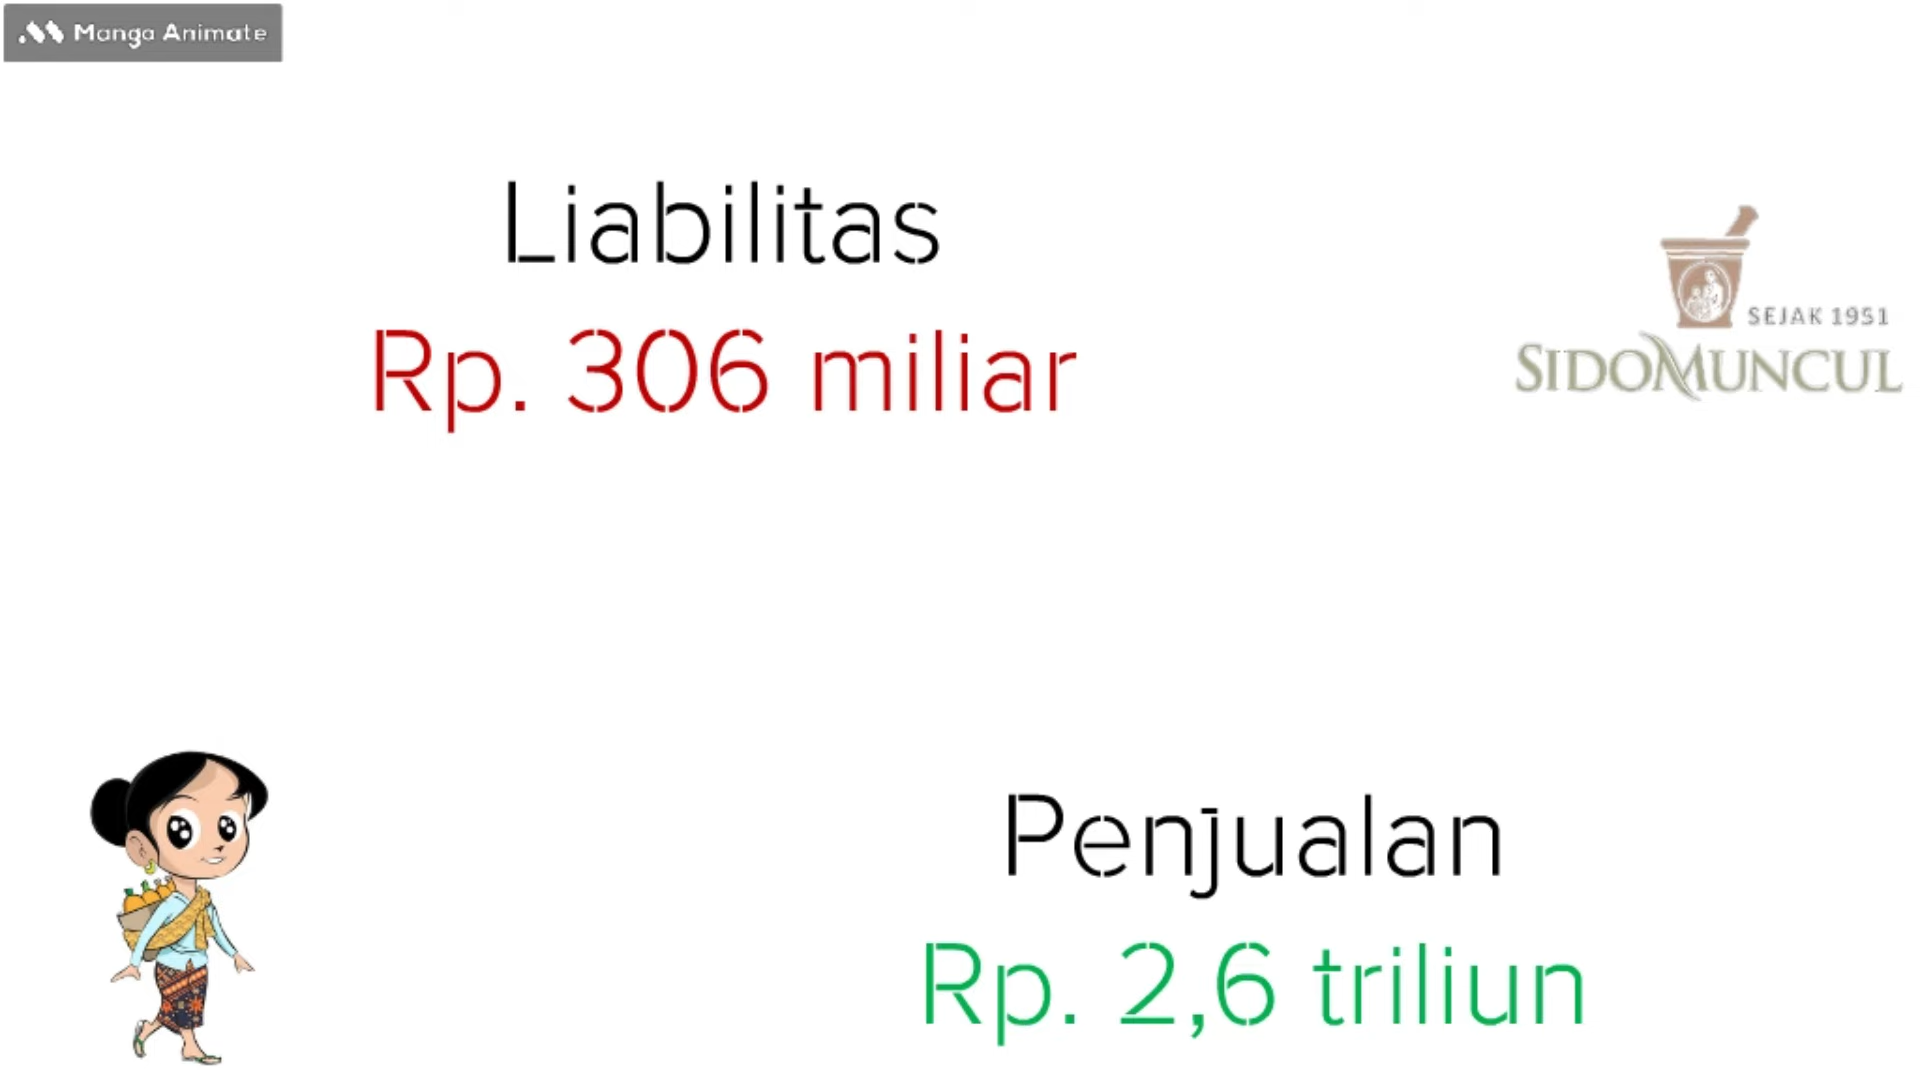 Manga Animate
Liabilitas
Rp. 306 miliar
SEJAK 1951
SIDOMUNCUL
Penjualan
Rp. 2,6 triliun